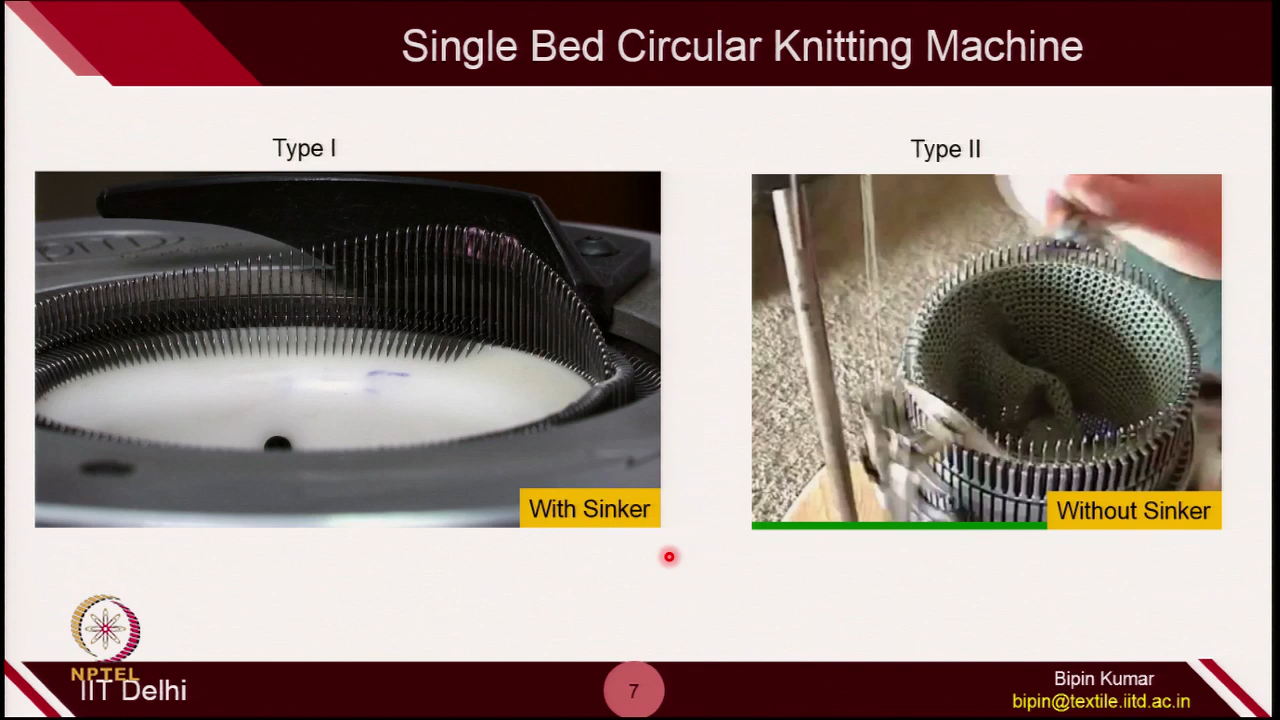 Single Bed Circular Knitting Machine
Type I
Type II
With Sinker
Without Sinker
NPTEL
IIT Delhi
7
Bipin Kumar
bipin@textile.iitd.ac.in